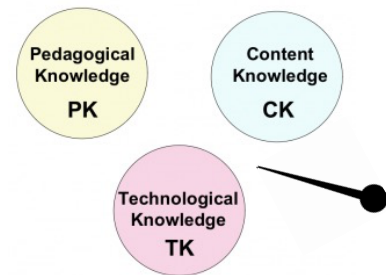 Pedagogical
Knowledge
PK
Content
Knowledge
CK
Technological
Knowledge
TK